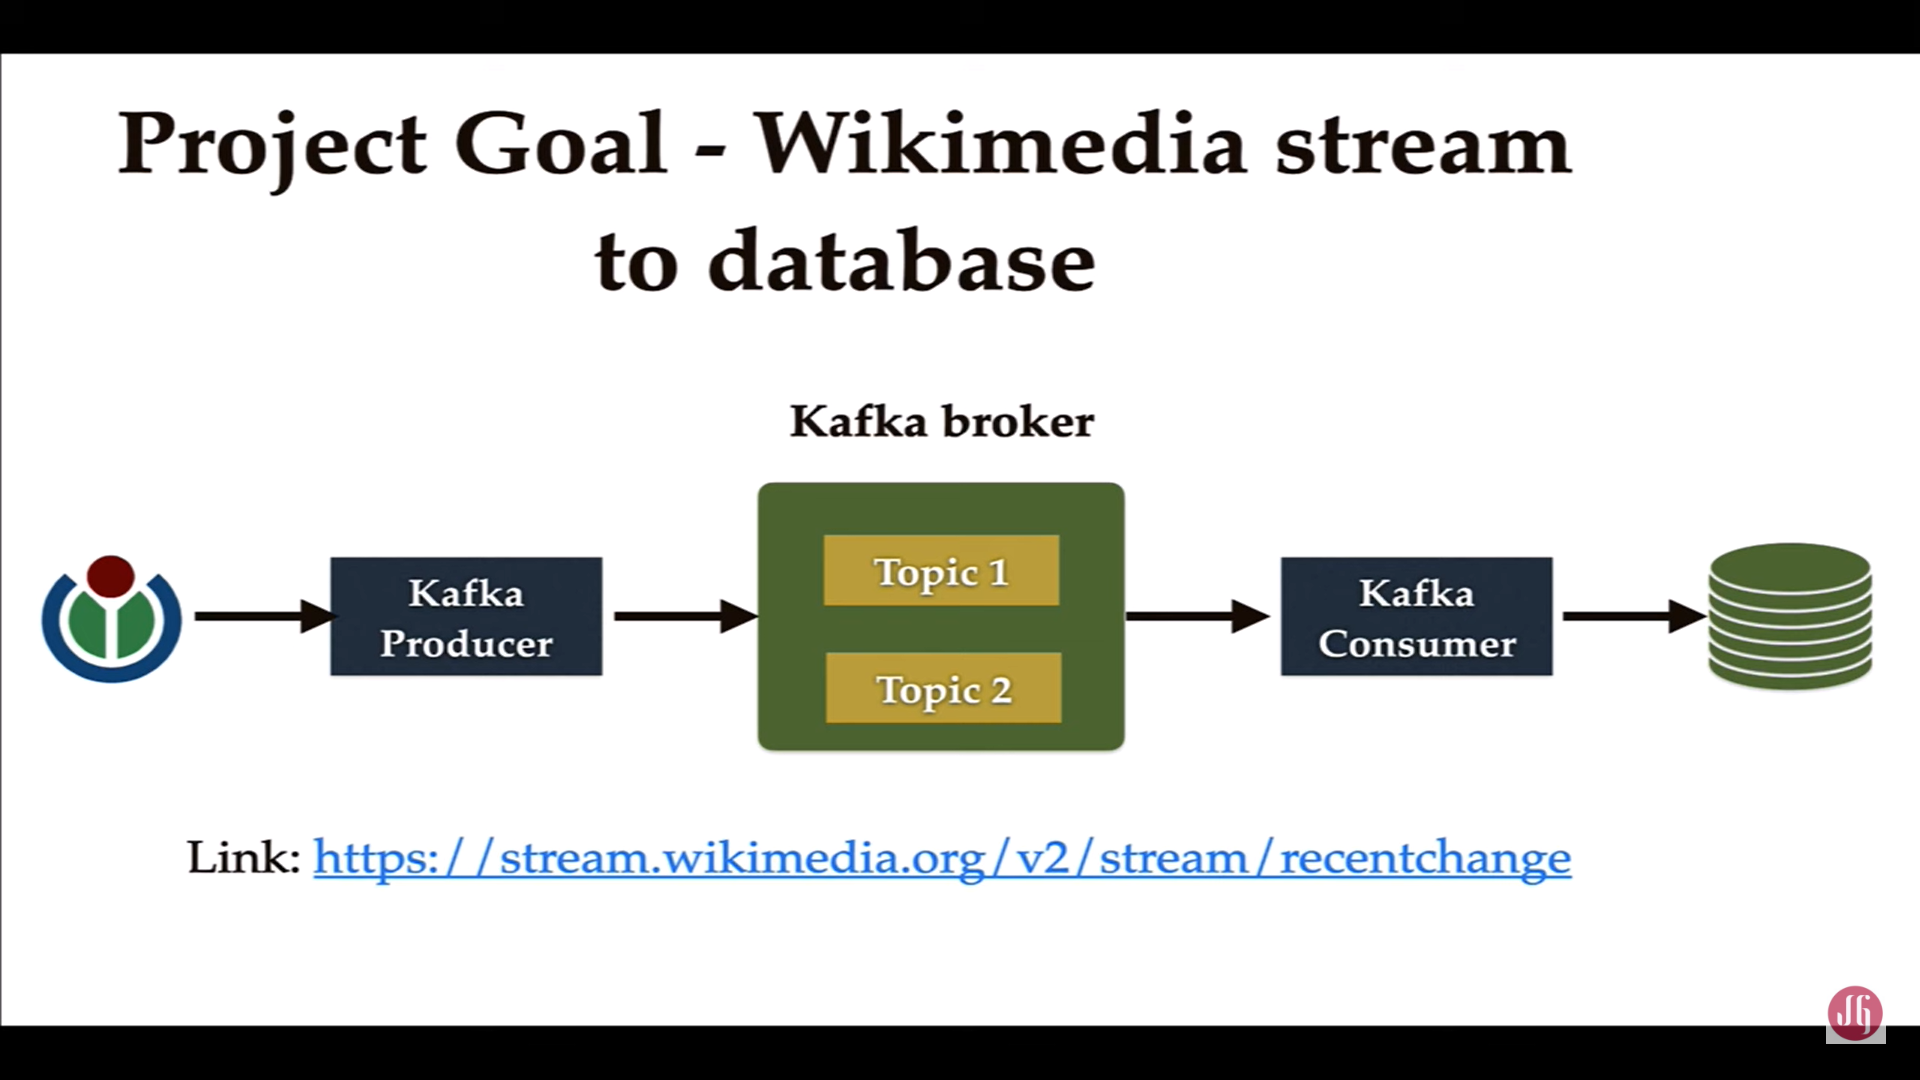 Project Goal - Wikimedia stream
to database
Kafka broker
Kafka
Producer
Topic 1
Topic 2
Kafka
Consumer
Link: https://stream.wikimedia.org/v2/stream/recentchange